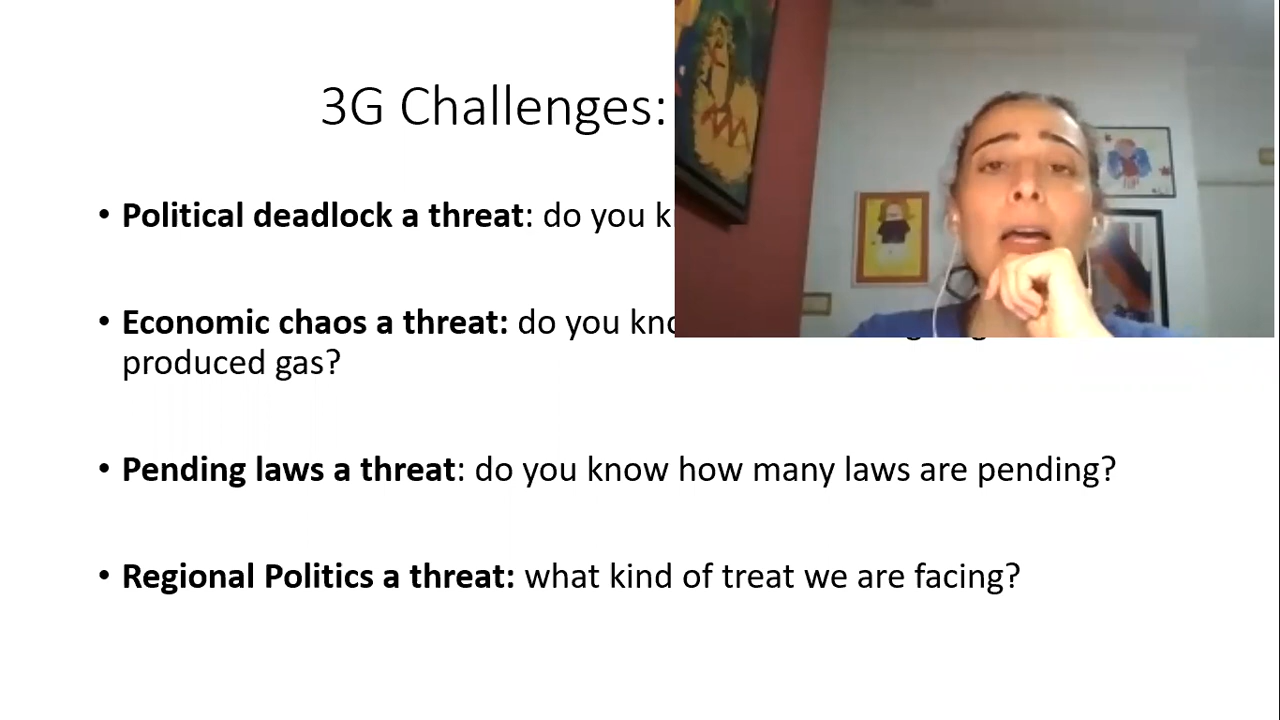 3G Challenges:
• Political deadlock a threat: do you
• Economic chaos a threat: do you
produced gas?
• Pending laws a threat: do you know how many laws are pending?
• Regional Politics a threat: what kind of treat we are facing?